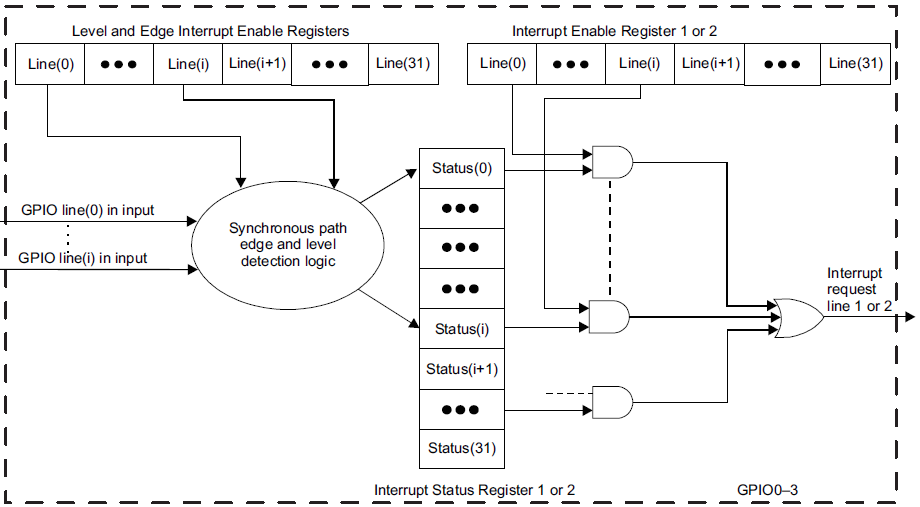 Level and Edge Interrupt Enable Registers
Interrupt Enable Register 1 or 2
Line(0) ●●● Line(i) Line(i+1) ●●● Line(31)
Line(0) ●●● Line(i) Line(i+1) ●●● Line(31)
Status(0)
●●●
●●●
●●●
Status(i)
Status(i+1)
●●●
Status(31)
GPIO line(0) in input
GPIO line(i) in input
Synchronous path
edge and level
detection logic
Interrupt
request
line 1 or 2
Interrupt Status Register 1 or 2
GPIO0–3